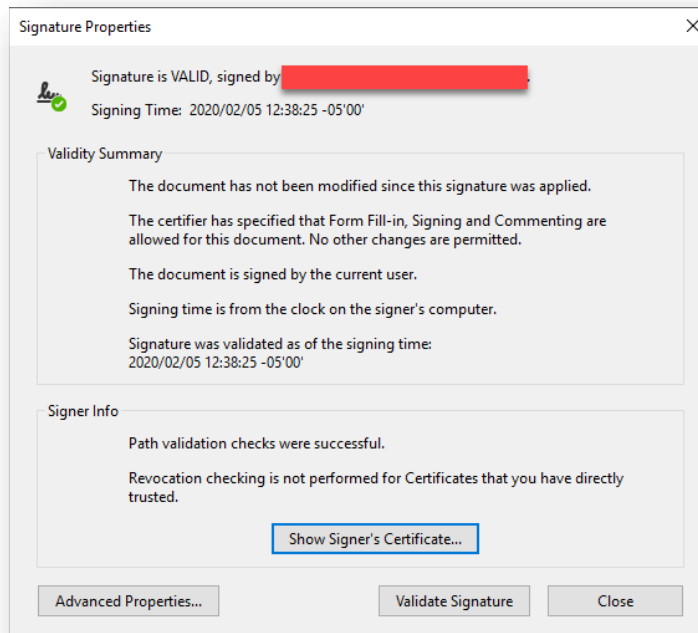 Signature Properties
Signature is VALID, signed by
Signing Time: 2020/02/05 12:38:25 -05'00'
Validity Summary
The document has not been modified since this signature was applied.
The certifier has specified that Form Fill-in, Signing and Commenting are
allowed for this document. No other changes are permitted.
The document is signed by the current user.
Signing time is from the clock on the signer's computer.
Signature was validated as of the signing time:
2020/02/05 12:38:25 -05'00'
Signer Info
Path validation checks were successful.
Revocation checking is not performed for Certificates that you have directly
trusted.
Show Signer's Certificate...
Advanced Properties...
Validate Signature
Close